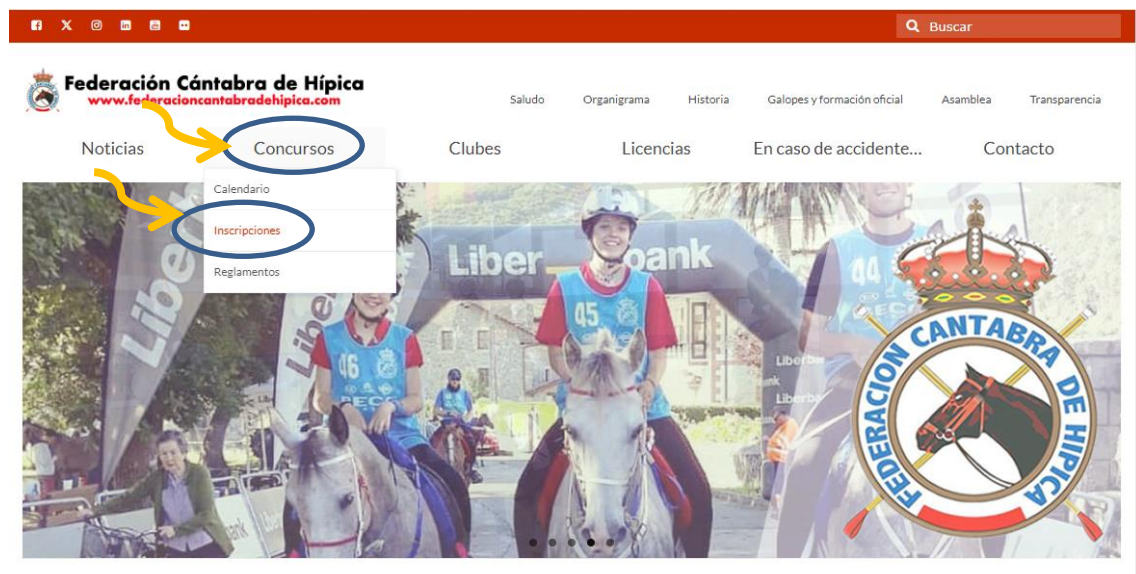 Buscar
Federación Cántabra de Hípica
www.federacioncantabradehipica.com
Saludo
Organigrama
Historia
Galopes y formación oficial
Asamblea
Transparencia
Noticias
Concursos
Clubes
Licencias
En caso de accidente...
Contacto
Calendario
Inscripciones
Reglamentos
Liber
bank
44
45
46
FEDERACION CANTABRA DE HIPICA